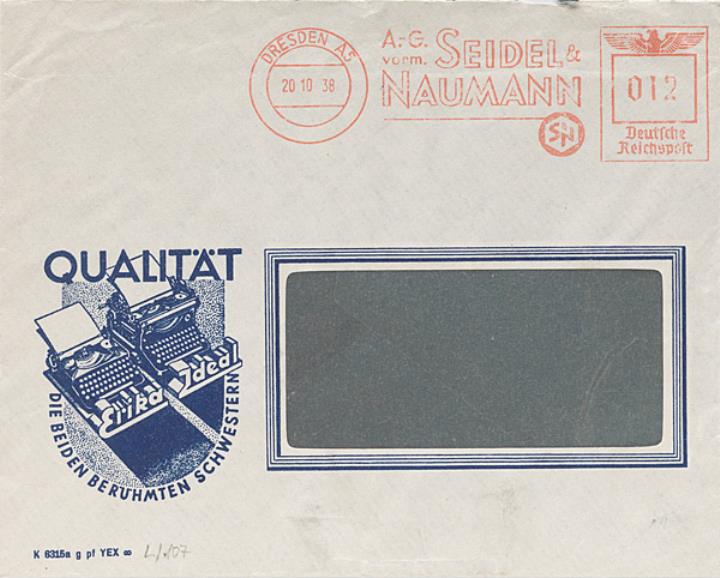 DRESDEN A5
20 10 38
A.-G.
vorm. SEIDEL &
NAUMANN
S&N
012
Deutsche
Reichspost
QUALITÄT
Erika Ideal
DIE BEIDEN BERÜHMTEN SCHWESTERN
K 6315a g pf YEX ∞ L/.107